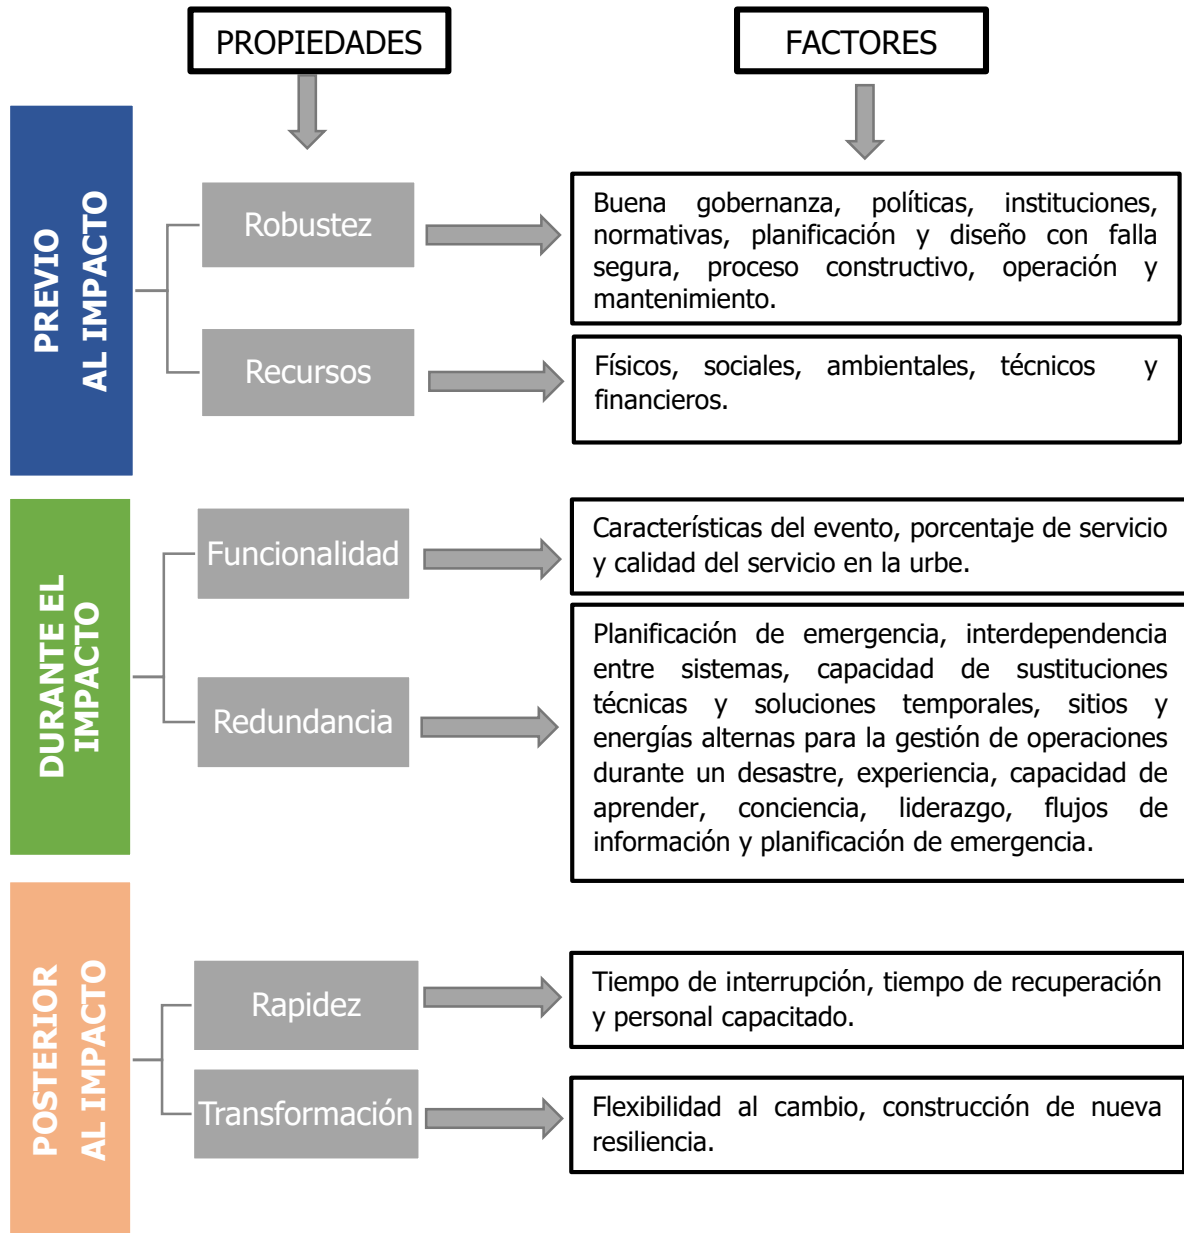 PROPIEDADES
FACTORES
PREVIO
AL IMPACTO
Robustez
Buena gobernanza, políticas, instituciones,
normativas, planificación y diseño con falla
segura, proceso constructivo, operación y
mantenimiento.
Recursos
Físicos, sociales, ambientales, técnicos y
financieros.
DURANTE EL
IMPACTO
Funcionalidad
Características del evento, porcentaje de servicio
y calidad del servicio en la urbe.
Redundancia
Planificación de emergencia, interdependencia
entre sistemas, capacidad de sustituciones
técnicas y soluciones temporales, sitios y
energías alternas para la gestión de operaciones
durante un desastre, experiencia, capacidad de
aprender, conciencia, liderazgo, flujos de
información y planificación de emergencia.
POSTERIOR
AL IMPACTO
Rapidez
Tiempo de interrupción, tiempo de recuperación
y personal capacitado.
Transformación
Flexibilidad al cambio, construcción de nueva
resiliencia.